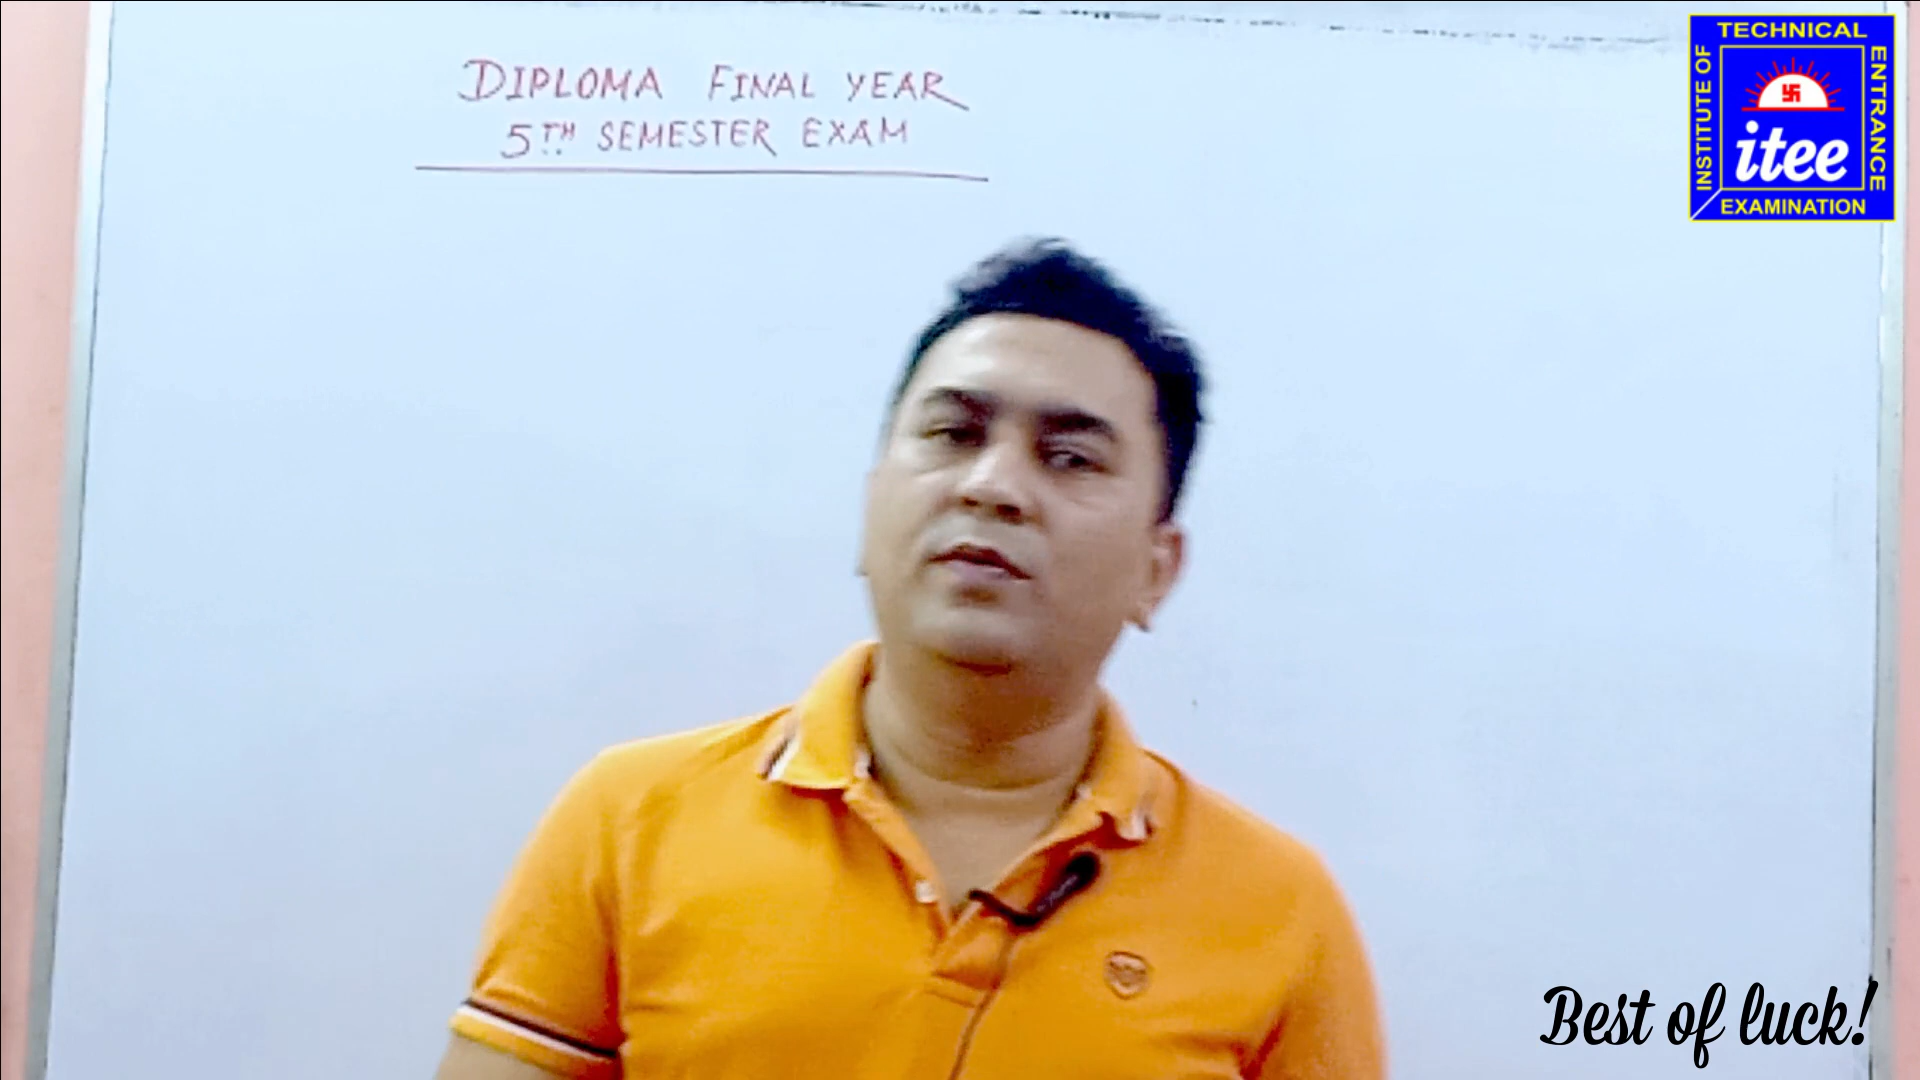 DIPLOMA FINAL YEAR
5TH SEMESTER EXAM
INSTITUTE OF
TECHNICAL
ENTRANCE
EXAMINATION
itee
Best of luck!